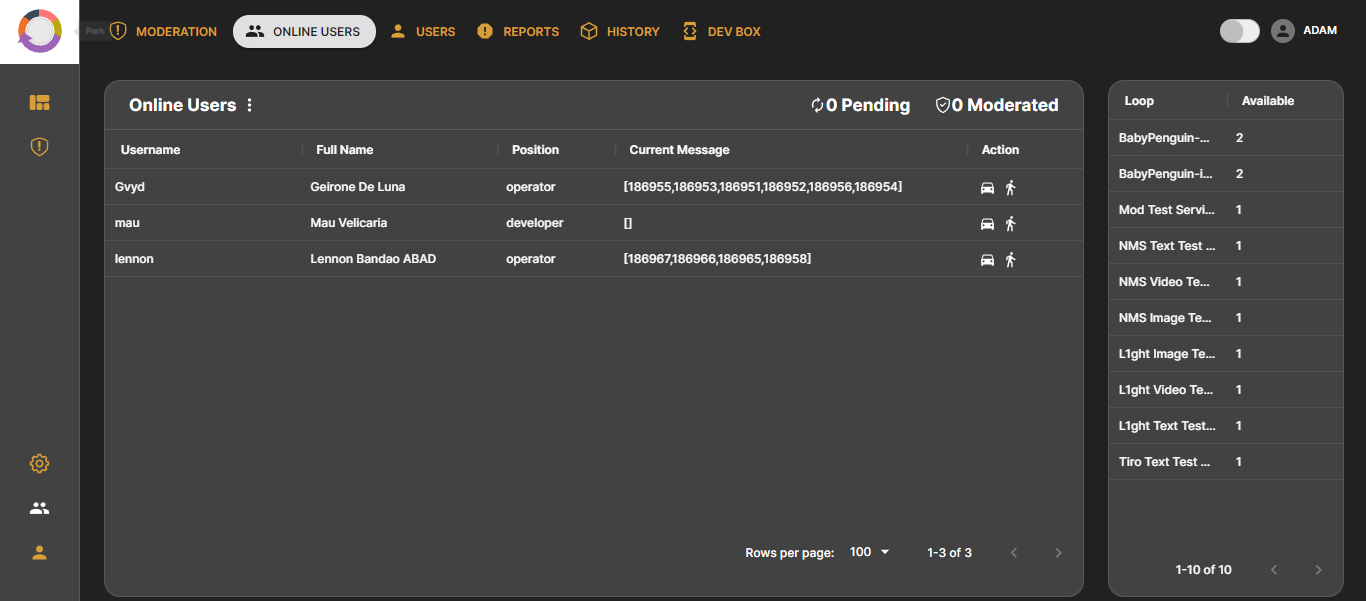 Park
MODERATION ONLINE USERS USERS REPORTS HISTORY DEV BOX ADAM
Online Users 0 Pending 0 Moderated
Username Full Name Position Current Message Action
Gvyd Geirone De Luna operator [186955,186953,186951,186952,186956,186954]
mau Mau Velicaria developer []
lennon Lennon Bandao ABAD operator [186967,186966,186965,186958]
Rows per page: 100 1-3 of 3
Loop Available
BabyPenguin-... 2
BabyPenguin-i... 2
Mod Test Servi... 1
NMS Text Test ... 1
NMS Video Te... 1
NMS Image Te... 1
L1ght Image Te... 1
L1ght Video Te... 1
L1ght Text Test... 1
Tiro Text Test ... 1
1-10 of 10